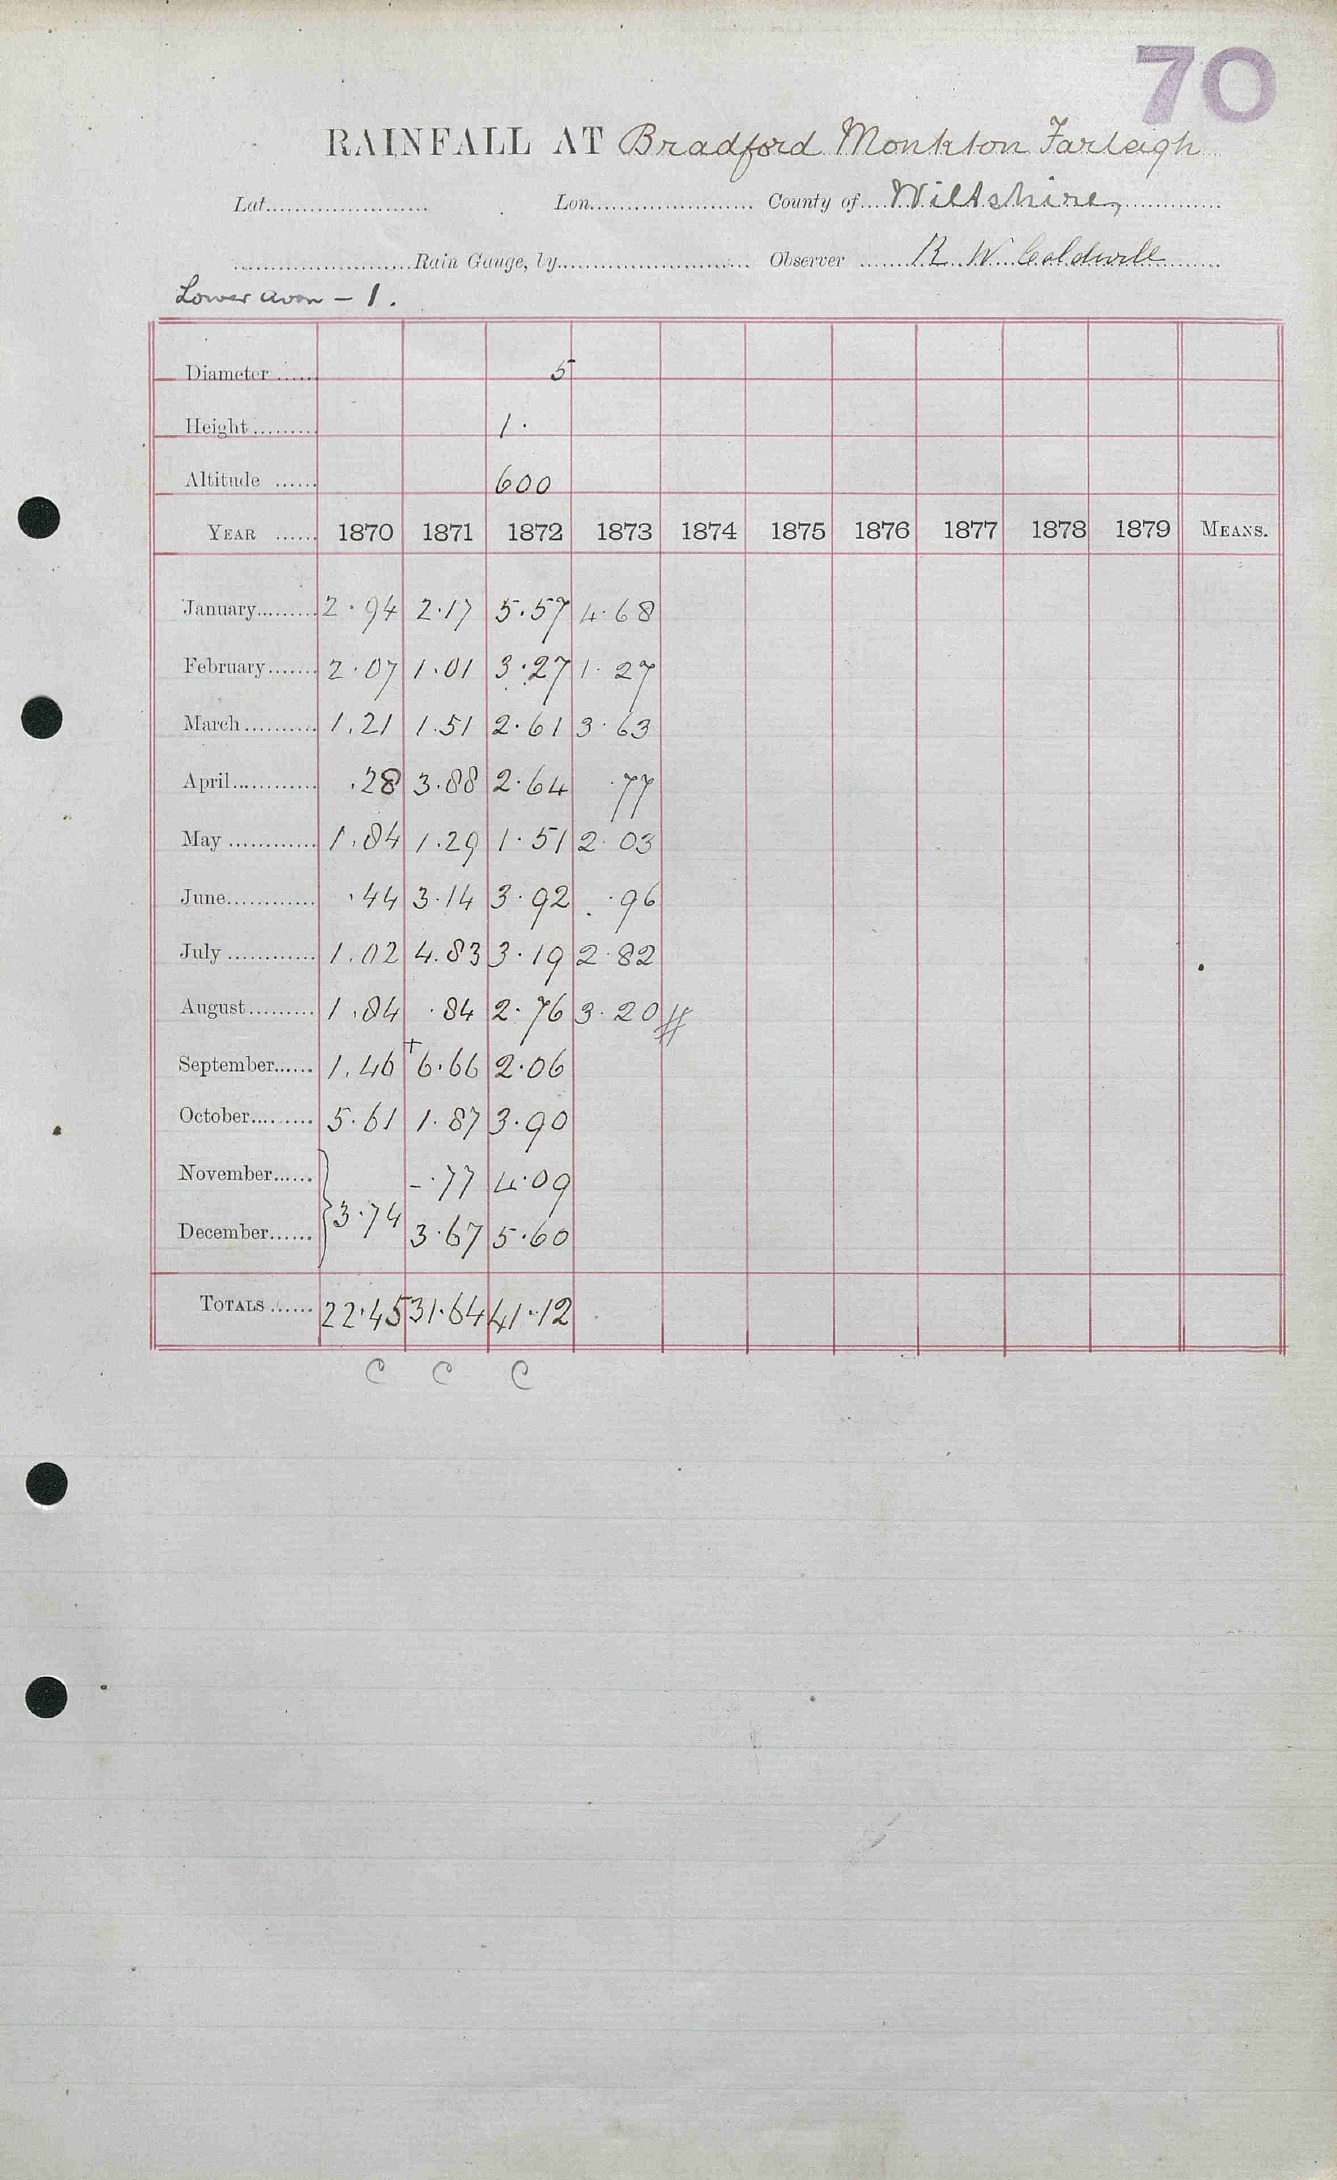 70
RAINFALL AT Bradford Monkton Farleigh
Lat. Lon. County of Wiltshire,
Rain Gauge, by Observer R W Caldwell
Lower Avon - 1.
Diameter 5
Height 1.
Altitude 600
YEAR 1870 1871 1872 1873 1874 1875 1876 1877 1878 1879 MEANS.
January 2.94 2.17 5.57 4.68
February 2.07 1.01 3.27 1.27
March 1.21 1.51 2.61 3.63
April .28 3.88 2.64 .77
May 1.84 1.29 1.51 2.03
June .44 3.14 3.92 .96
July 1.02 4.83 3.19 2.82
August 1.84 .84 2.76 3.20 #
September 1.46 +6.66 2.06
October 5.61 1.87 3.90
November -.77 4.09
December } 3.74 3.67 5.60
TOTALS 22.45 31.64 41.12
C C C